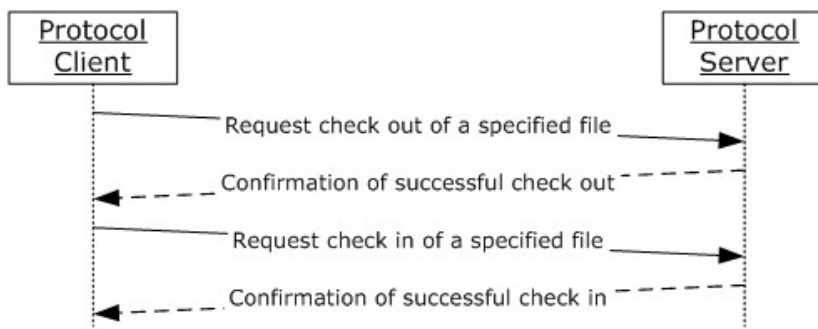 Protocol
Client
Protocol
Server
Request check out of a specified file
Confirmation of successful check out
Request check in of a specified file
Confirmation of successful check in